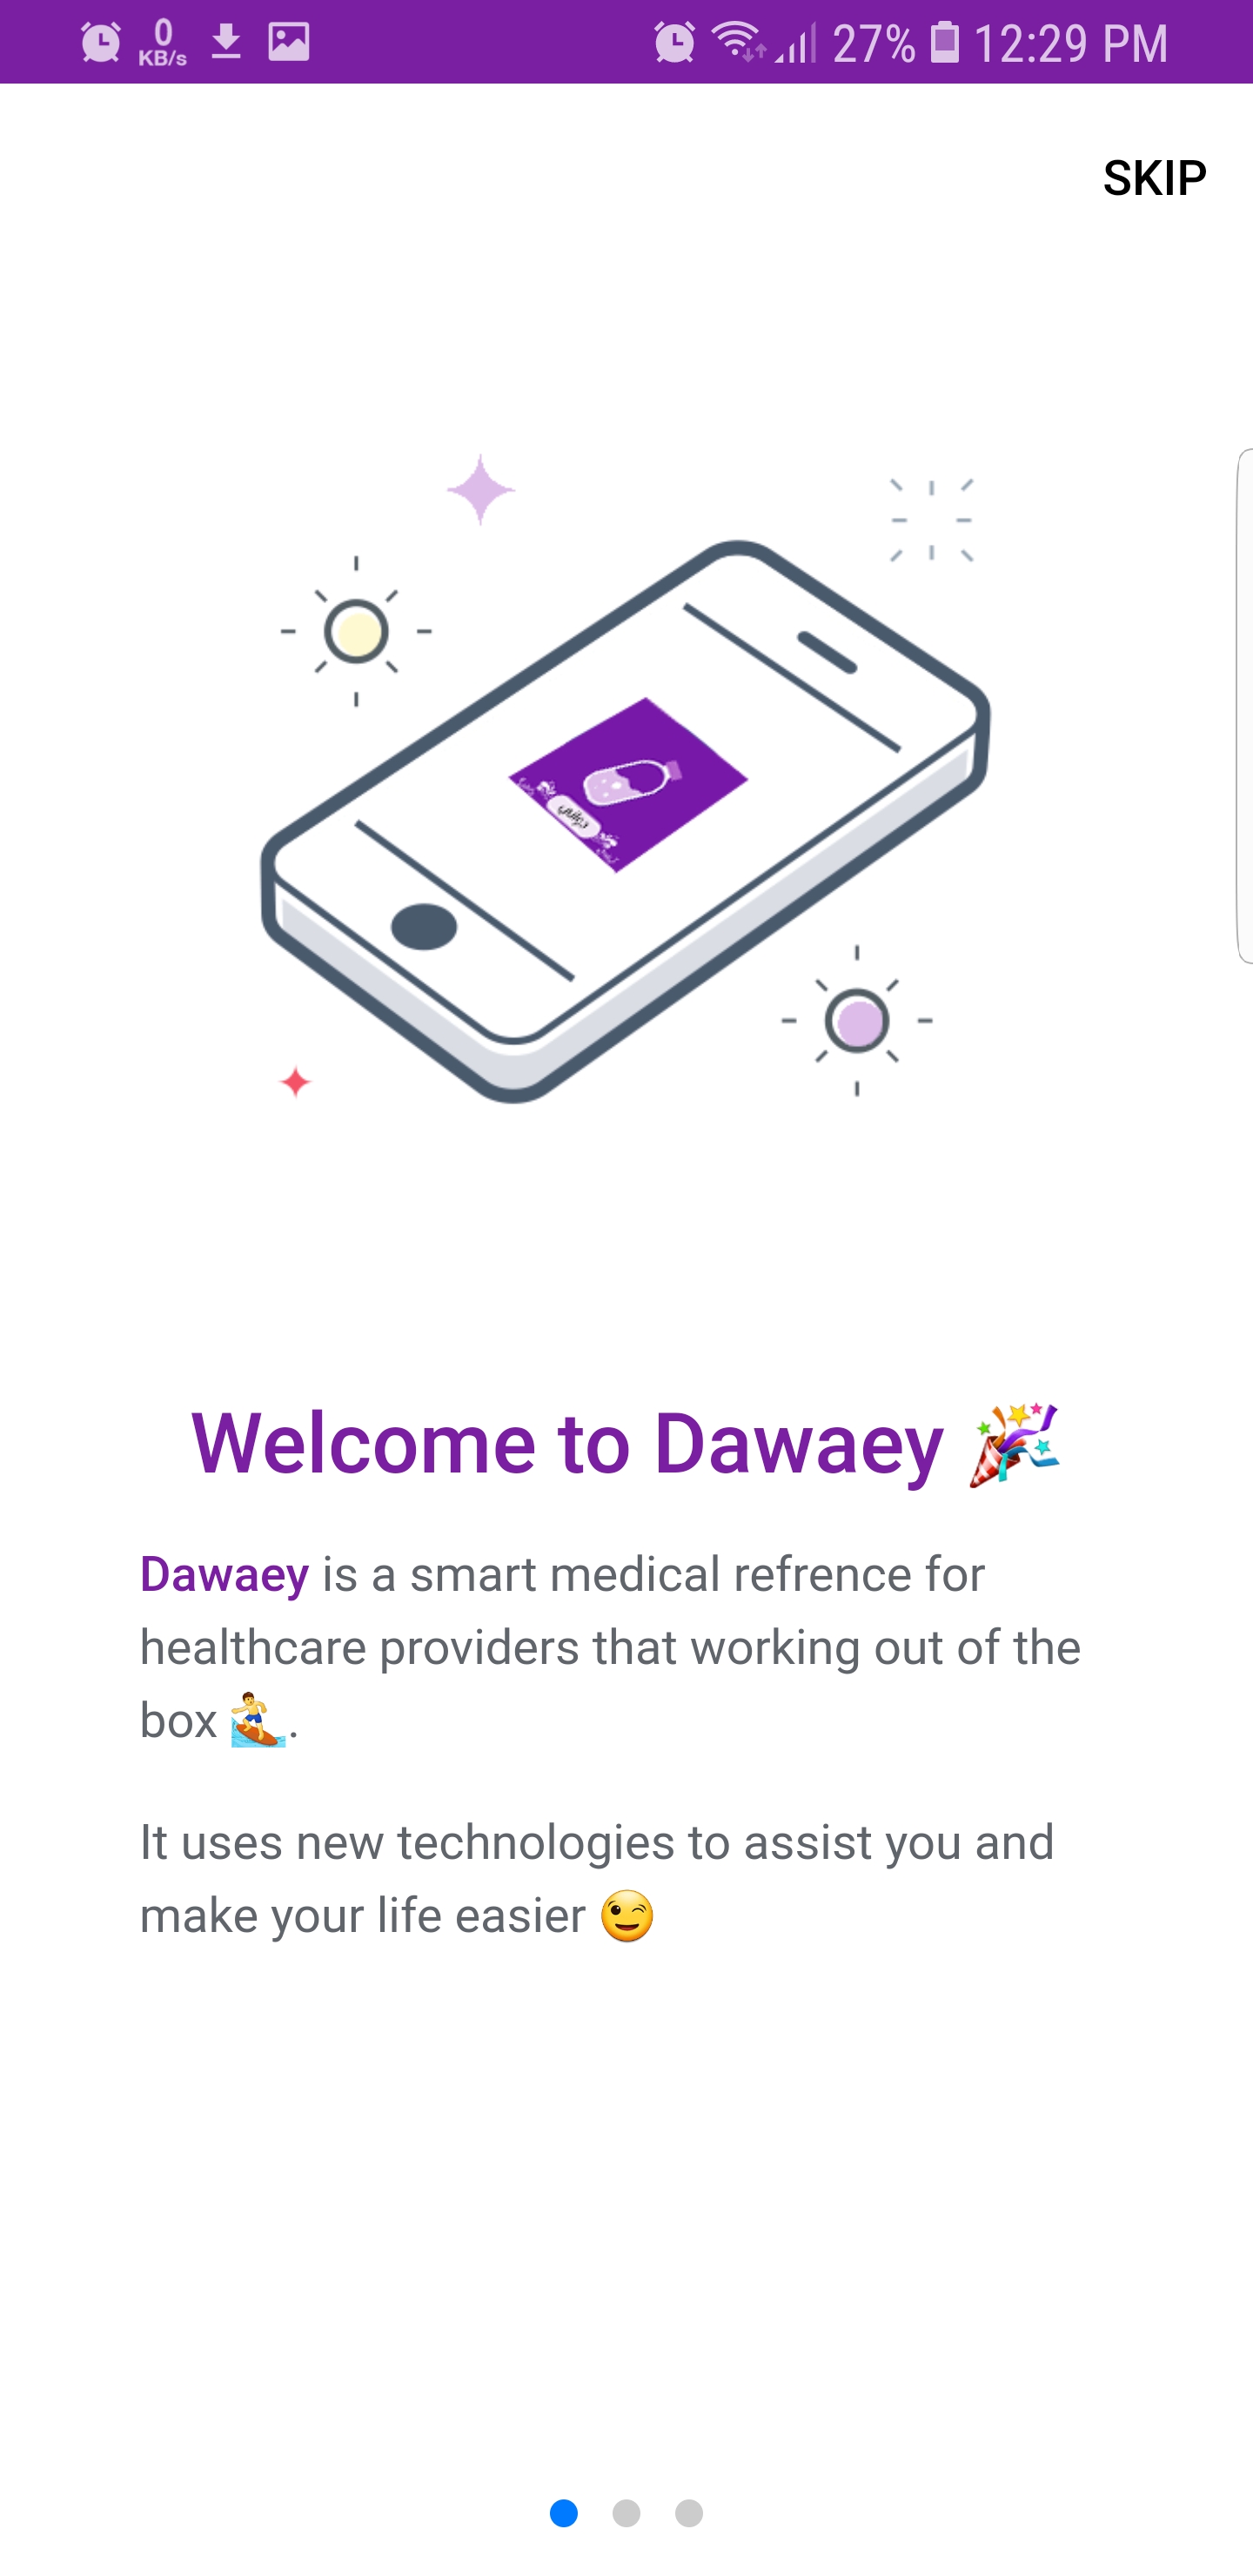 0
KB/s
27% 12:29 PM
SKIP
دوائي
Welcome to Dawaey 🎉
Dawaey is a smart medical refrence for
healthcare providers that working out of the
box 🏄.
It uses new technologies to assist you and
make your life easier 😉